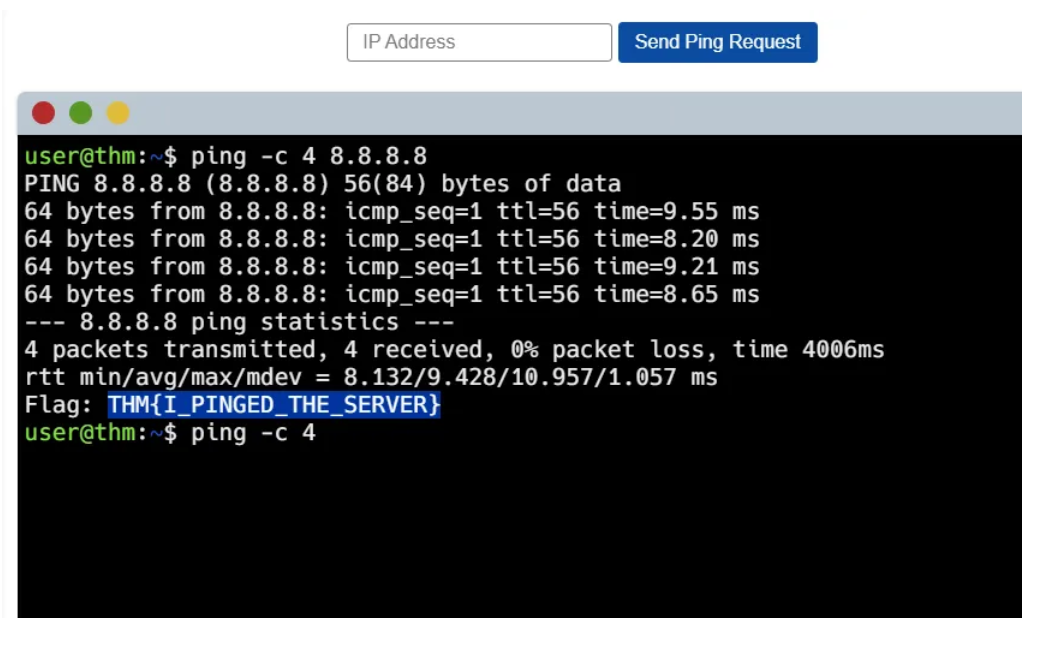 IP Address
Send Ping Request
user@thm:~$ ping -c 4 8.8.8.8
PING 8.8.8.8 (8.8.8.8) 56(84) bytes of data
64 bytes from 8.8.8.8: icmp_seq=1 ttl=56 time=9.55 ms
64 bytes from 8.8.8.8: icmp_seq=1 ttl=56 time=8.20 ms
64 bytes from 8.8.8.8: icmp_seq=1 ttl=56 time=9.21 ms
64 bytes from 8.8.8.8: icmp_seq=1 ttl=56 time=8.65 ms
--- 8.8.8.8 ping statistics ---
4 packets transmitted, 4 received, 0% packet loss, time 4006ms
rtt min/avg/max/mdev = 8.132/9.428/10.957/1.057 ms
Flag: THM{I_PINGED_THE_SERVER}
user@thm:~$ ping -c 4